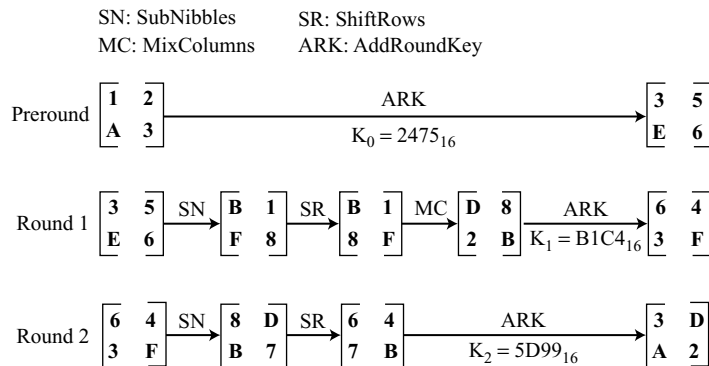 SN: SubNibbles SR: ShiftRows
MC: MixColumns ARK: AddRoundKey
Preround
1 2
A 3
ARK
K₀ = 2475₁₆
3 5
E 6
Round 1
3 5
E 6
SN
B 1
F 8
SR
B 1
8 F
MC
D 8
2 B
ARK
K₁ = B1C4₁₆
6 4
3 F
Round 2
6 4
3 F
SN
8 D
B 7
SR
6 4
7 B
ARK
K₂ = 5D99₁₆
3 D
A 2